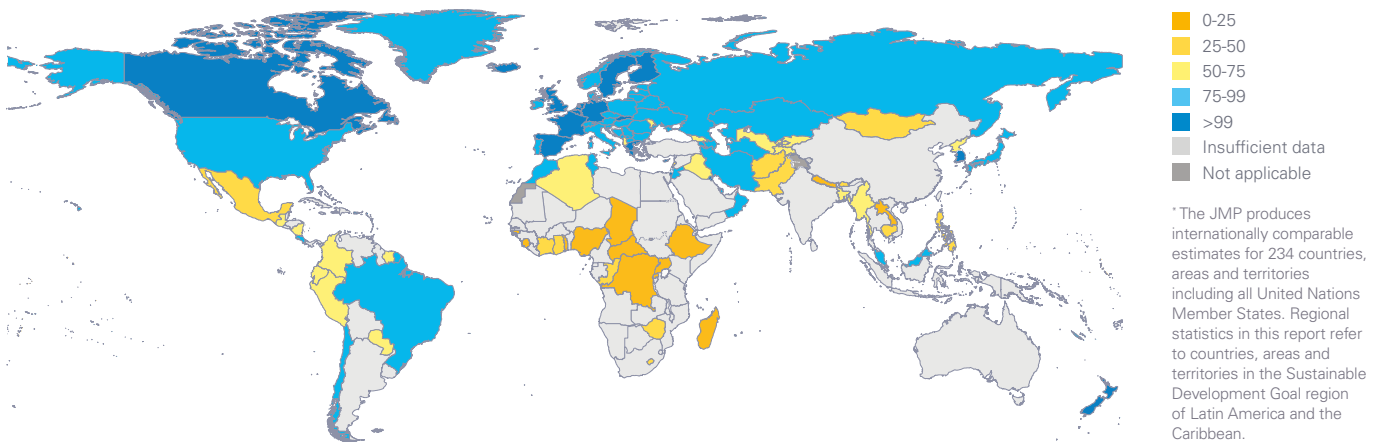 0-25
25-50
50-75
75-99
>99
Insufficient data
Not applicable
* The JMP produces
internationally comparable
estimates for 234 countries,
areas and territories
including all United Nations
Member States. Regional
statistics in this report refer
to countries, areas and
territories in the Sustainable
Development Goal region
of Latin America and the
Caribbean.